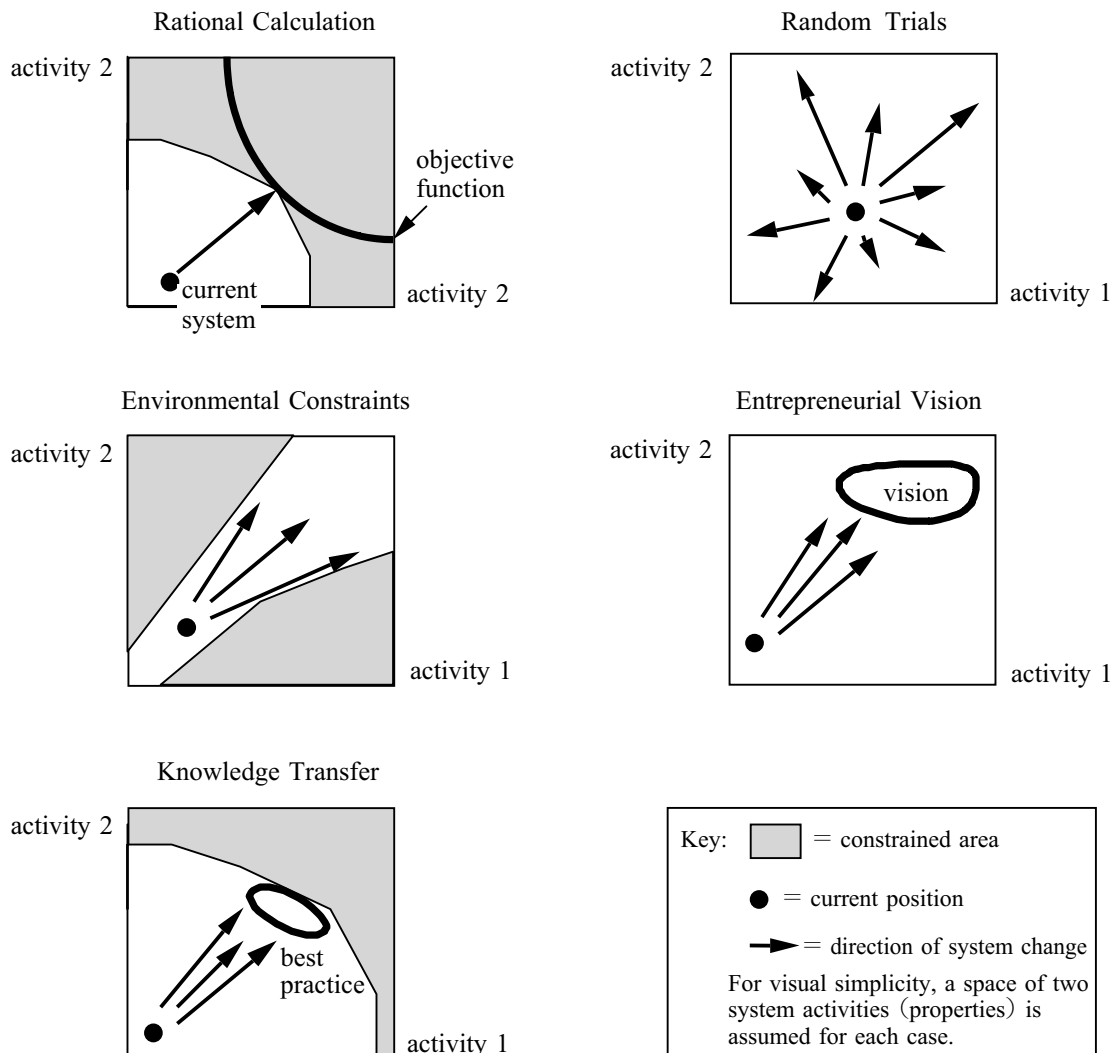 Rational Calculation
activity 2
objective
function
current
system
activity 2
Random Trials
activity 2
activity 1
Environmental Constraints
activity 2
activity 1
Entrepreneurial Vision
activity 2
vision
activity 1
Knowledge Transfer
activity 2
best
practice
activity 1
Key: = constrained area
= current position
= direction of system change
For visual simplicity, a space of two
system activities (properties) is
assumed for each case.